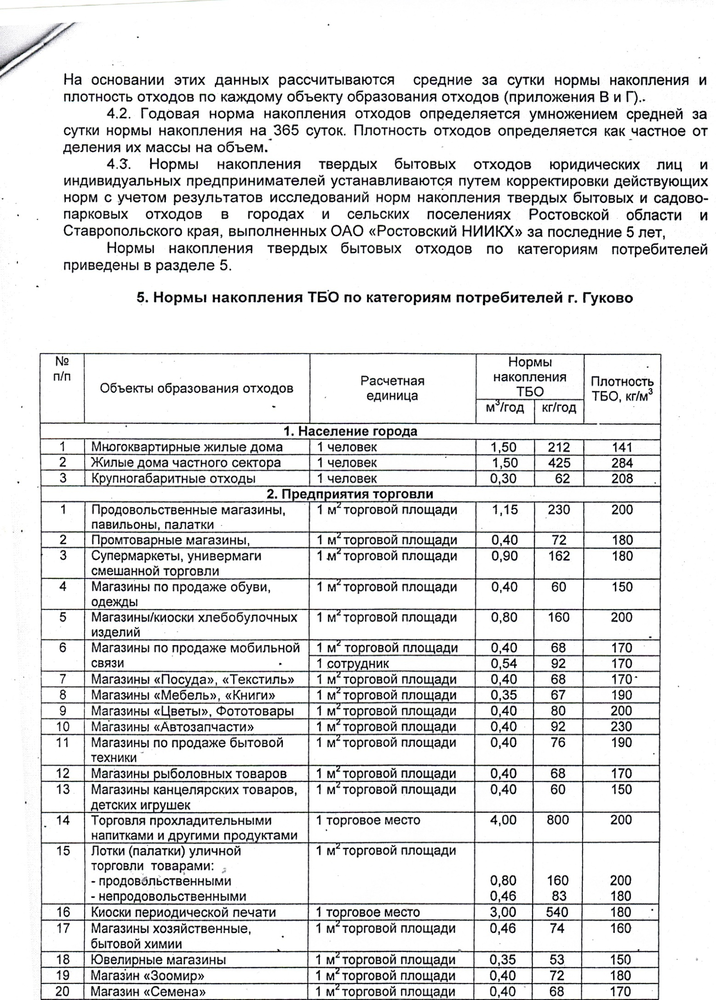 На основании этих данных рассчитываются средние за сутки нормы накопления и
плотность отходов по каждому объекту образования отходов (приложения В и Г)..
4.2. Годовая норма накопления отходов определяется умножением средней за
сутки нормы накопления на 365 суток. Плотность отходов определяется как частное от
деления их массы на объем.
4.3. Нормы накопления твердых бытовых отходов юридических лиц и
индивидуальных предпринимателей устанавливаются путем корректировки действующих
норм с учетом результатов исследований норм накопления твердых бытовых и садово-
парковых отходов в городах и сельских поселениях Ростовской области и
Ставропольского края, выполненных ОАО «Ростовский НИИКХ» за последние 5 лет,
Нормы накопления твердых бытовых отходов по категориям потребителей
приведены в разделе 5.
5. Нормы накопления ТБО по категориям потребителей г. Гуково
№
п/п
Объекты образования отходов
Расчетная
единица
Нормы
накопления
ТБО
м³/год кг/год
Плотность
ТБО, кг/м³
1. Население города
1 Многоквартирные жилые дома 1 человек 1,50 212 141
2 Жилые дома частного сектора 1 человек 1,50 425 284
3 Крупногабаритные отходы 1 человек 0,30 62 208
2. Предприятия торговли
1 Продовольственные магазины, 1 м² торговой площади 1,15 230 200
павильоны, палатки
2 Промтоварные магазины, 1 м² торговой площади 0,40 72 180
3 Супермаркеты, универмаги 1 м² торговой площади 0,90 162 180
смешанной торговли
4 Магазины по продаже обуви, 1 м² торговой площади 0,40 60 150
одежды
5 Магазины/киоски хлебобулочных 1 м² торговой площади 0,80 160 200
изделий
6 Магазины по продаже мобильной 1 м² торговой площади 0,40 68 170
связи 1 сотрудник 0,54 92 170
7 Магазины «Посуда», «Текстиль» 1 м² торговой площади 0,40 68 170
8 Магазины «Мебель», «Книги» 1 м² торговой площади 0,35 67 190
9 Магазины «Цветы», Фототовары 1 м² торговой площади 0,40 80 200
10 Магазины «Автозапчасти» 1 м² торговой площади 0,40 92 230
11 Магазины по продаже бытовой 1 м² торговой площади 0,40 76 190
техники
12 Магазины рыболовных товаров 1 м² торговой площади 0,40 68 170
13 Магазины канцелярских товаров, 1 м² торговой площади 0,40 60 150
детских игрушек
14 Торговля прохладительными 1 торговое место 4,00 800 200
напитками и другими продуктами
15 Лотки (палатки) уличной 1 м² торговой площади
торговли товарами:
- продовольственными 0,80 160 200
- непродовольственными 0,46 83 180
16 Киоски периодической печати 1 торговое место 3,00 540 180
17 Магазины хозяйственные, 1 м² торговой площади 0,46 74 160
бытовой химии
18 Ювелирные магазины 1 м² торговой площади 0,35 53 150
19 Магазин «Зоомир» 1 м² торговой площади 0,40 72 180
20 Магазин «Семена» 1 м² торговой площади 0,40 68 170